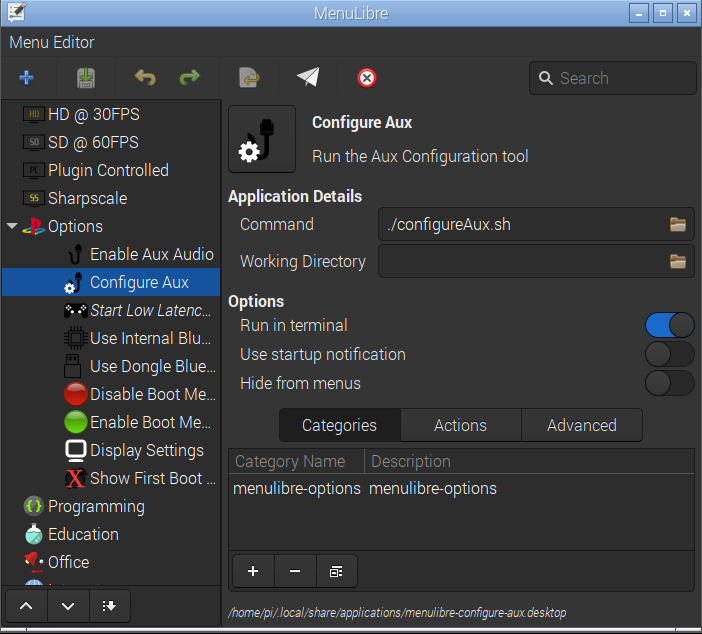 MenuLibre
Menu Editor
Search
HD HD @ 30FPS
SD SD @ 60FPS
PC Plugin Controlled
SS Sharpscale
Options
Enable Aux Audio
Configure Aux
Start Low Latenc...
Use Internal Blu...
Use Dongle Blue...
Disable Boot Me...
Enable Boot Me...
Display Settings
Show First Boot ...
Programming
Education
Office
Configure Aux
Run the Aux Configuration tool
Application Details
Command ./configureAux.sh
Working Directory
Options
Run in terminal
Use startup notification
Hide from menus
Categories Actions Advanced
Category Name Description
menulibre-options menulibre-options
/home/pi/.local/share/applications/menulibre-configure-aux.desktop